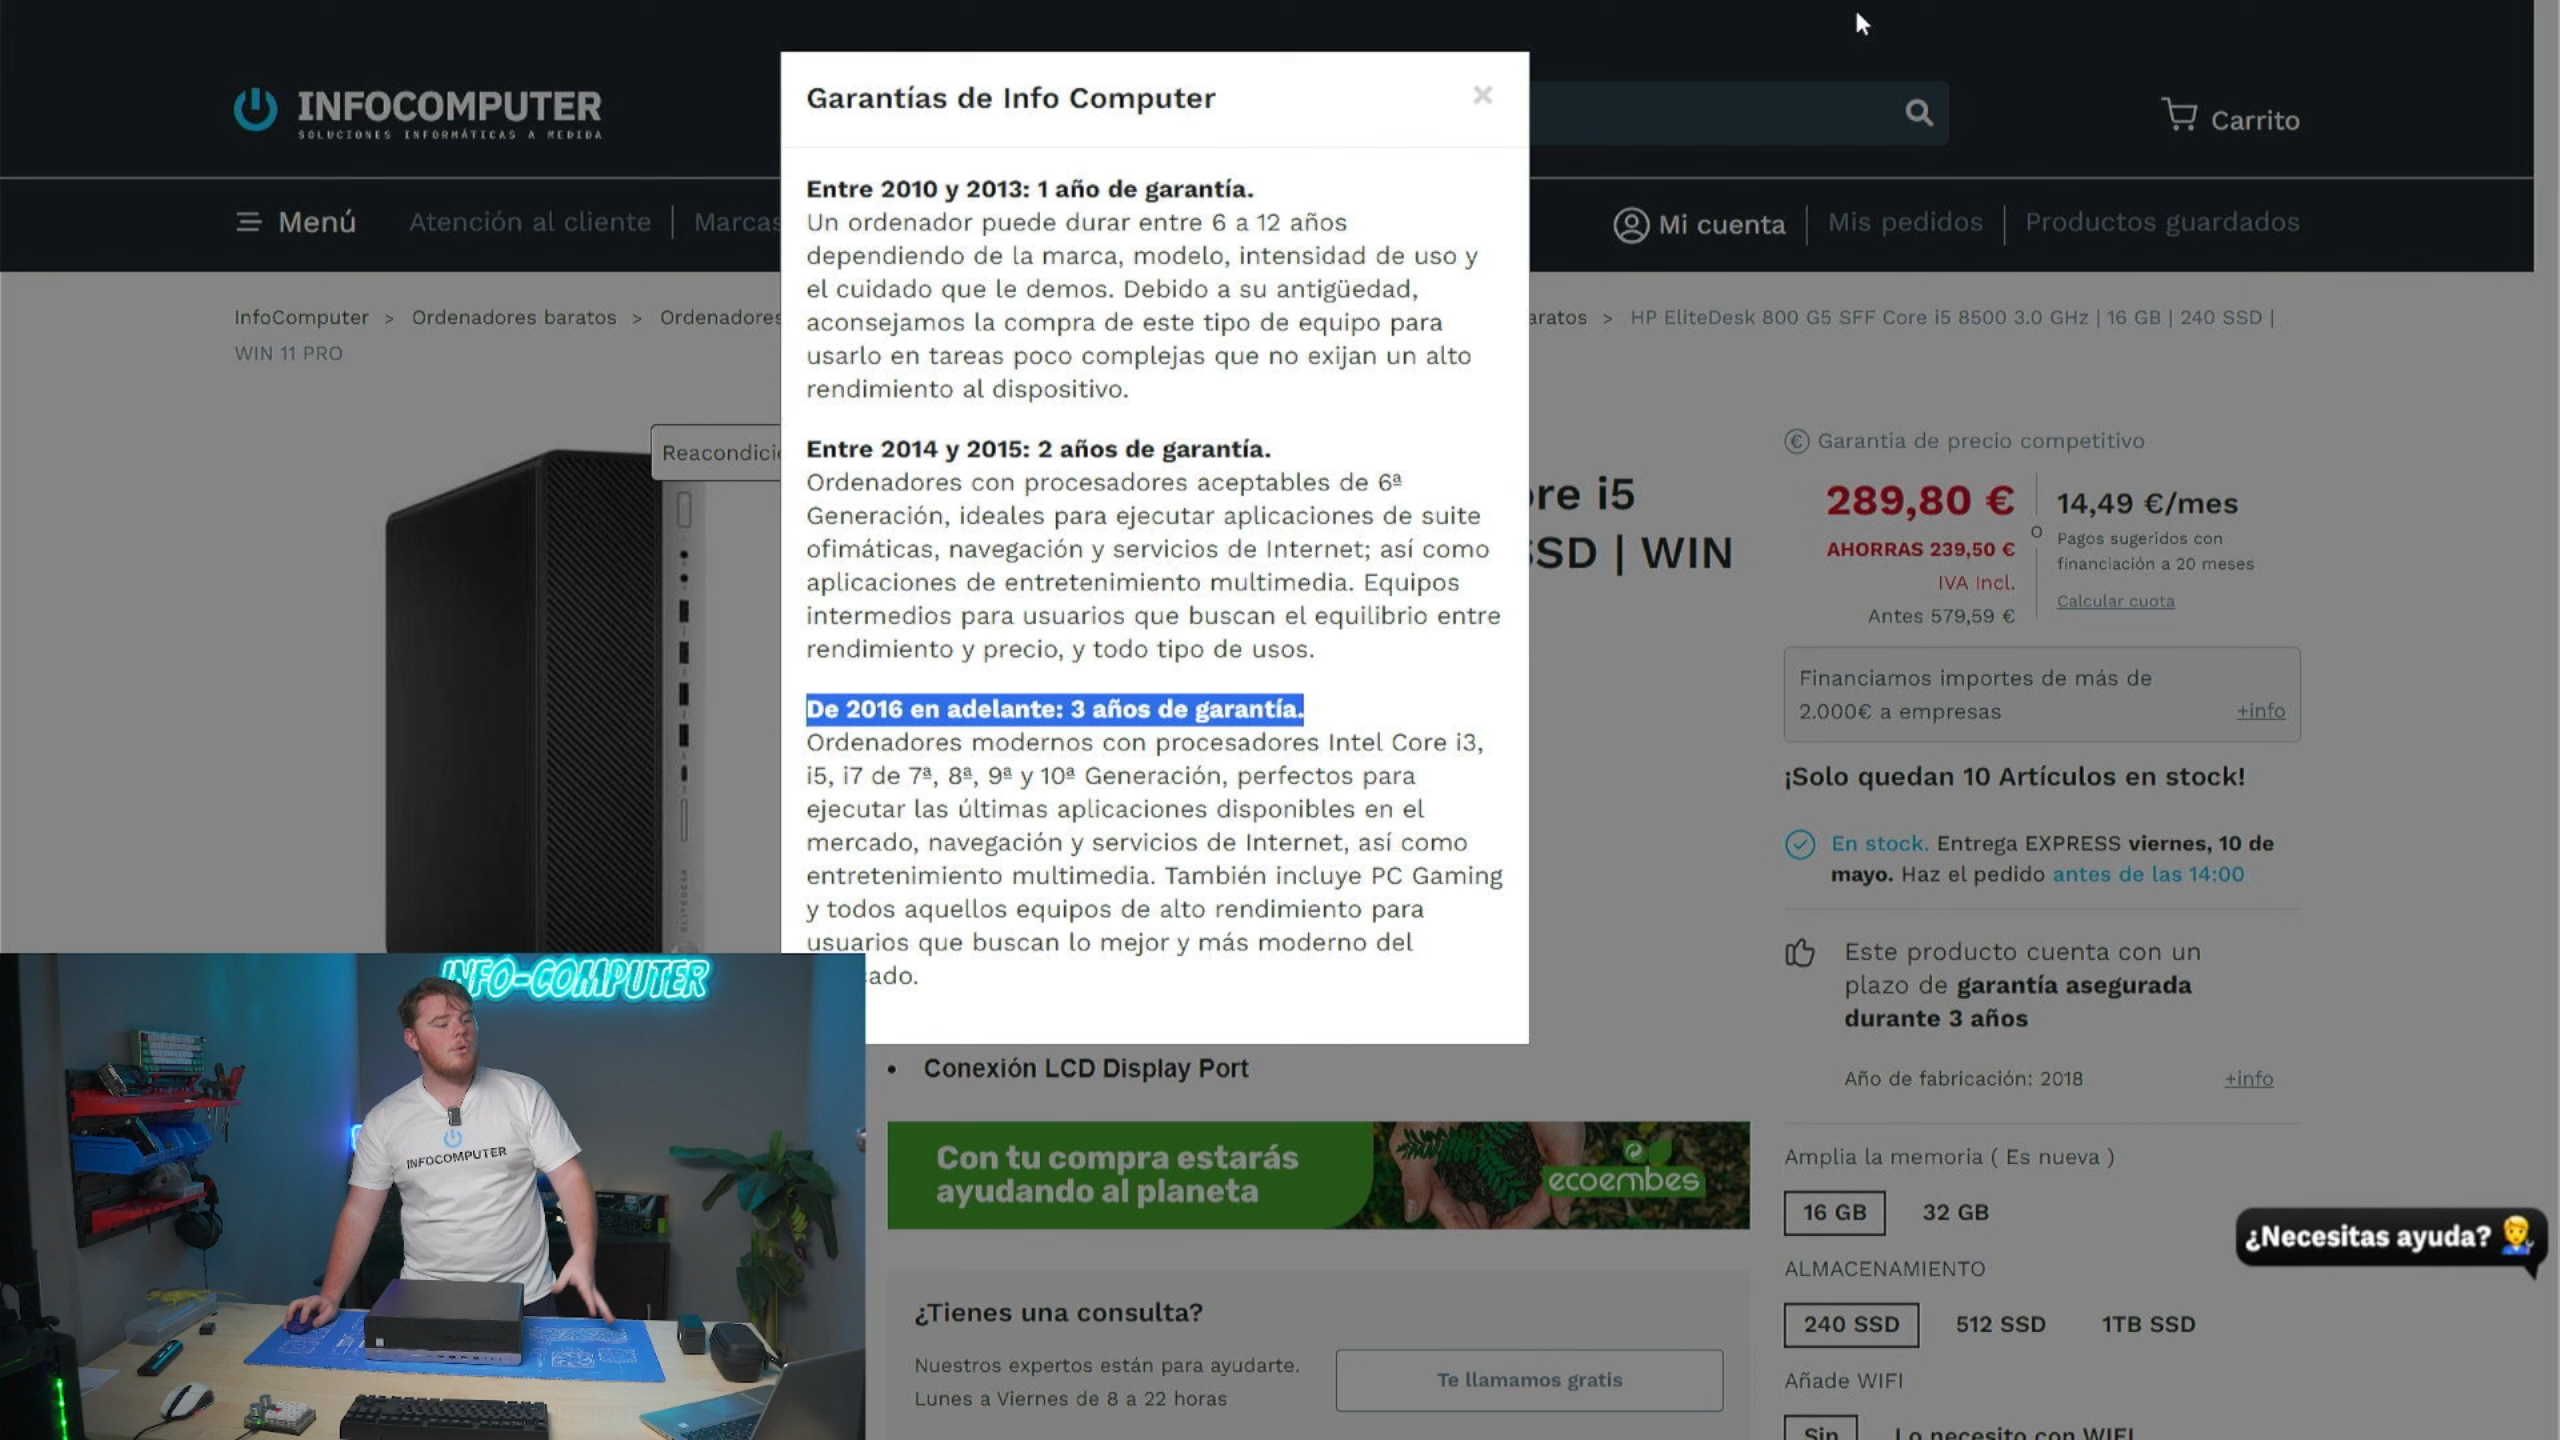 INFOCOMPUTER
SOLUCIONES INFORMÁTICAS A MEDIDA
Carrito
Menú
Atención al cliente
Marcas
Mi cuenta
Mis pedidos
Productos guardados
InfoComputer > Ordenadores baratos > Ordenadores
aratos > HP EliteDesk 800 G5 SFF Core i5 8500 3.0 GHz | 16 GB | 240 SSD |
WIN 11 PRO
Garantías de Info Computer
×
Entre 2010 y 2013: 1 año de garantía.
Un ordenador puede durar entre 6 a 12 años
dependiendo de la marca, modelo, intensidad de uso y
el cuidado que le demos. Debido a su antigüedad,
aconsejamos la compra de este tipo de equipo para
usarlo en tareas poco complejas que no exijan un alto
rendimiento al dispositivo.
Entre 2014 y 2015: 2 años de garantía.
Ordenadores con procesadores aceptables de 6ª
Generación, ideales para ejecutar aplicaciones de suite
ofimáticas, navegación y servicios de Internet; así como
aplicaciones de entretenimiento multimedia. Equipos
intermedios para usuarios que buscan el equilibrio entre
rendimiento y precio, y todo tipo de usos.
De 2016 en adelante: 3 años de garantía.
Ordenadores modernos con procesadores Intel Core i3,
i5, i7 de 7ª, 8ª, 9ª y 10ª Generación, perfectos para
ejecutar las últimas aplicaciones disponibles en el
mercado, navegación y servicios de Internet, así como
entretenimiento multimedia. También incluye PC Gaming
y todos aquellos equipos de alto rendimiento para
usuarios que buscan lo mejor y más moderno del
cado.
Reacondici
re i5
SSD | WIN
Garantia de precio competitivo
289,80 €
AHORRAS 239,50 €
IVA Incl.
Antes 579,59 €
o
14,49 €/mes
Pagos sugeridos con
financiación a 20 meses
Calcular cuota
Financiamos importes de más de
2.000€ a empresas
+info
¡Solo quedan 10 Artículos en stock!
En stock. Entrega EXPRESS viernes, 10 de
mayo. Haz el pedido antes de las 14:00
Este producto cuenta con un
plazo de garantía asegurada
durante 3 años
Año de fabricación: 2018
+info
Amplia la memoria ( Es nueva )
16 GB
32 GB
ALMACENAMIENTO
240 SSD
512 SSD
1TB SSD
Añade WIFI
Sin
Lo necesito con WIFI
¿Necesitas ayuda?
• Conexión LCD Display Port
Con tu compra estarás
ayudando al planeta
ecoembes
¿Tienes una consulta?
Nuestros expertos están para ayudarte.
Lunes a Viernes de 8 a 22 horas
Te llamamos gratis
INFO-COMPUTER
INFOCOMPUTER